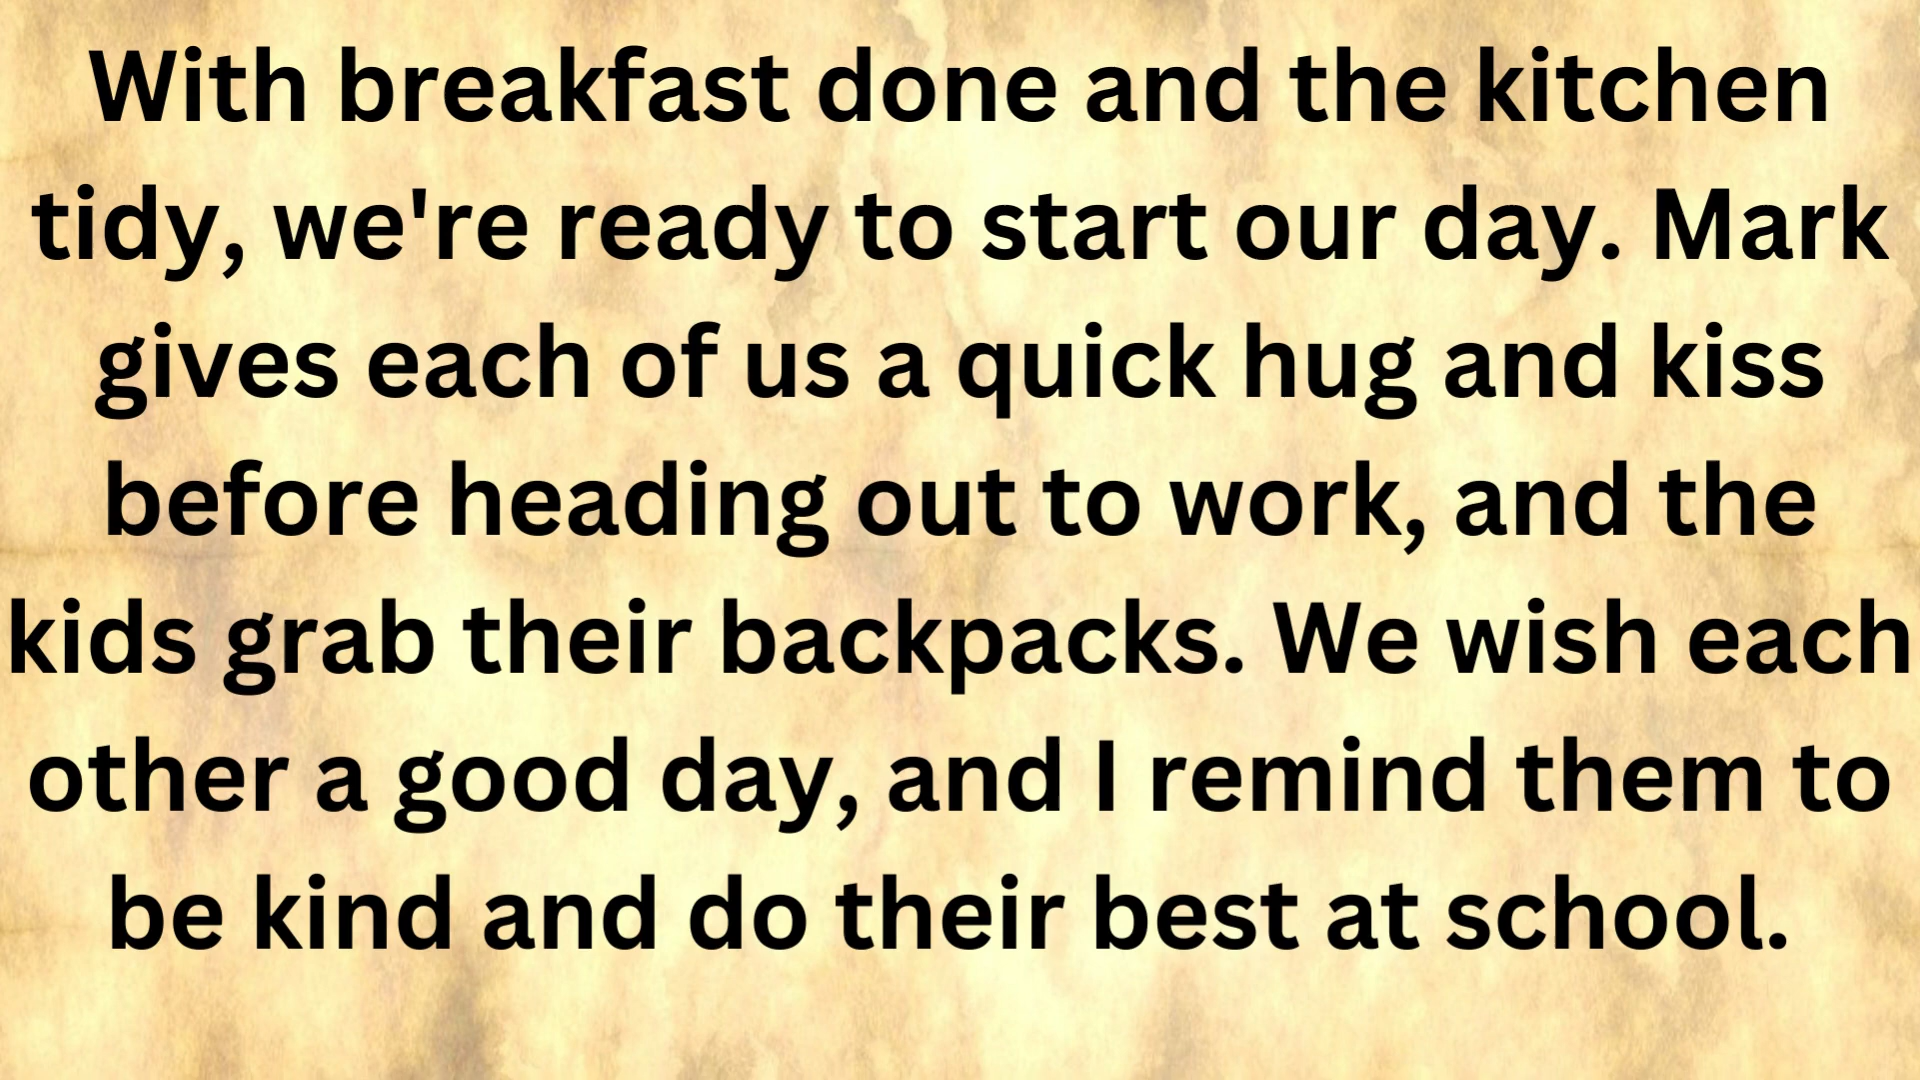 With breakfast done and the kitchen
tidy, we're ready to start our day. Mark
gives each of us a quick hug and kiss
before heading out to work, and the
kids grab their backpacks. We wish each
other a good day, and I remind them to
be kind and do their best at school.